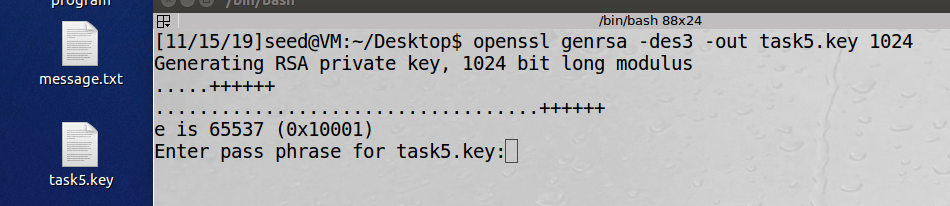 program
/bin/bash
/bin/bash 88x24
[11/15/19]seed@VM:~/Desktop$ openssl genrsa -des3 -out task5.key 1024
Generating RSA private key, 1024 bit long modulus
.....++++++
...................................++++++
e is 65537 (0x10001)
Enter pass phrase for task5.key:
message.txt
task5.key